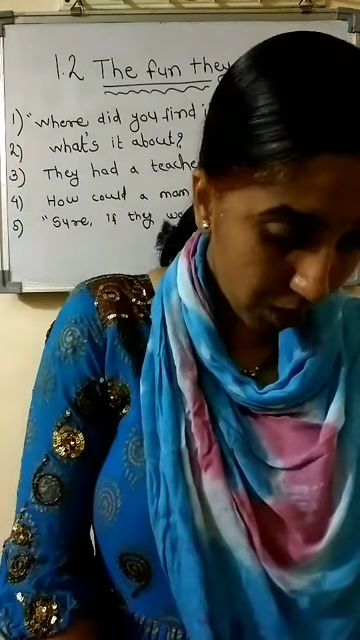 1.2 The fun they
1) "Where did you find i
2) what's it about?
3) They had a teache
4) How could a man
5) "Sure, if they wa